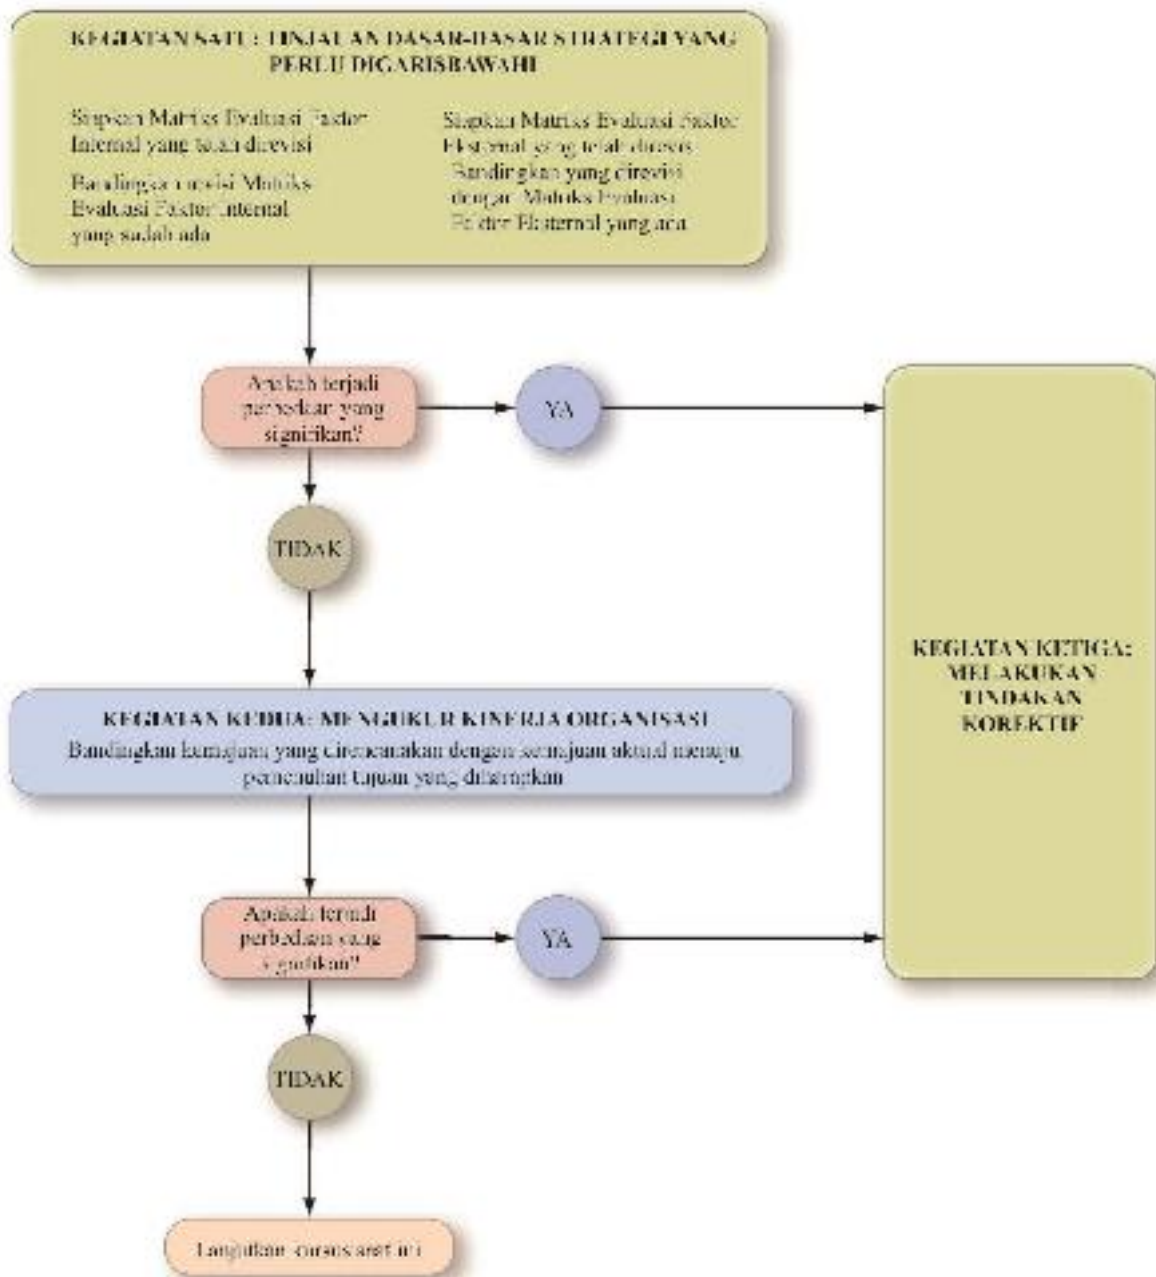 KEGIATAN SATU : TINJAUAN DASAR-DASAR STRATEGI YANG
PERLU DIGARISBAWAHI
Siapkan Matriks Evaluasi Faktor
Internal yang telah direvisi
Bandingkan revisi Matriks
Evaluasi Faktor Internal
yang sudah ada
Siapkan Matriks Evaluasi Faktor
Eksternal yang telah direvisi
Bandingkan yang direvisi
dengan Matriks Evaluasi
Faktor Eksternal yang ada
Apakah terjadi
perbedaan yang
signifikan?
YA
TIDAK
KEGIATAN KETIGA:
MELAKUKAN
TINDAKAN
KOREKTIF
KEGIATAN KEDUA: MENGUKUR KINERJA ORGANISASI
Bandingkan kemajuan yang direncanakan dengan kemajuan aktual menuju
pemenuhan tujuan yang diharapkan
Apakah terjadi
perbedaan yang
signifikan?
YA
TIDAK
Lanjutkan kursus saat ini